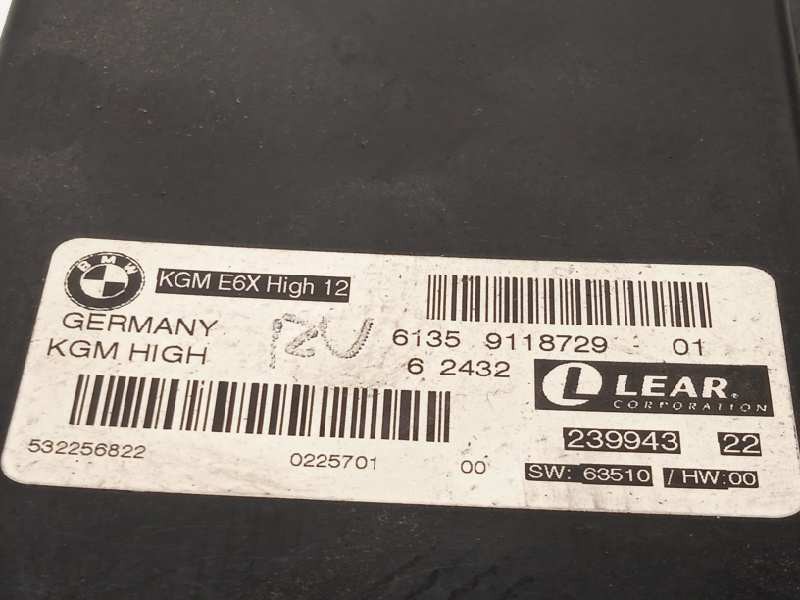 BMW
KGM E6X High 12
GERMANY
KGM HIGH
6135 9118729 01
6 2432
LEAR.
CORPORATION
239943 22
532256822 0225701 00
SW: 63510 / HW:00